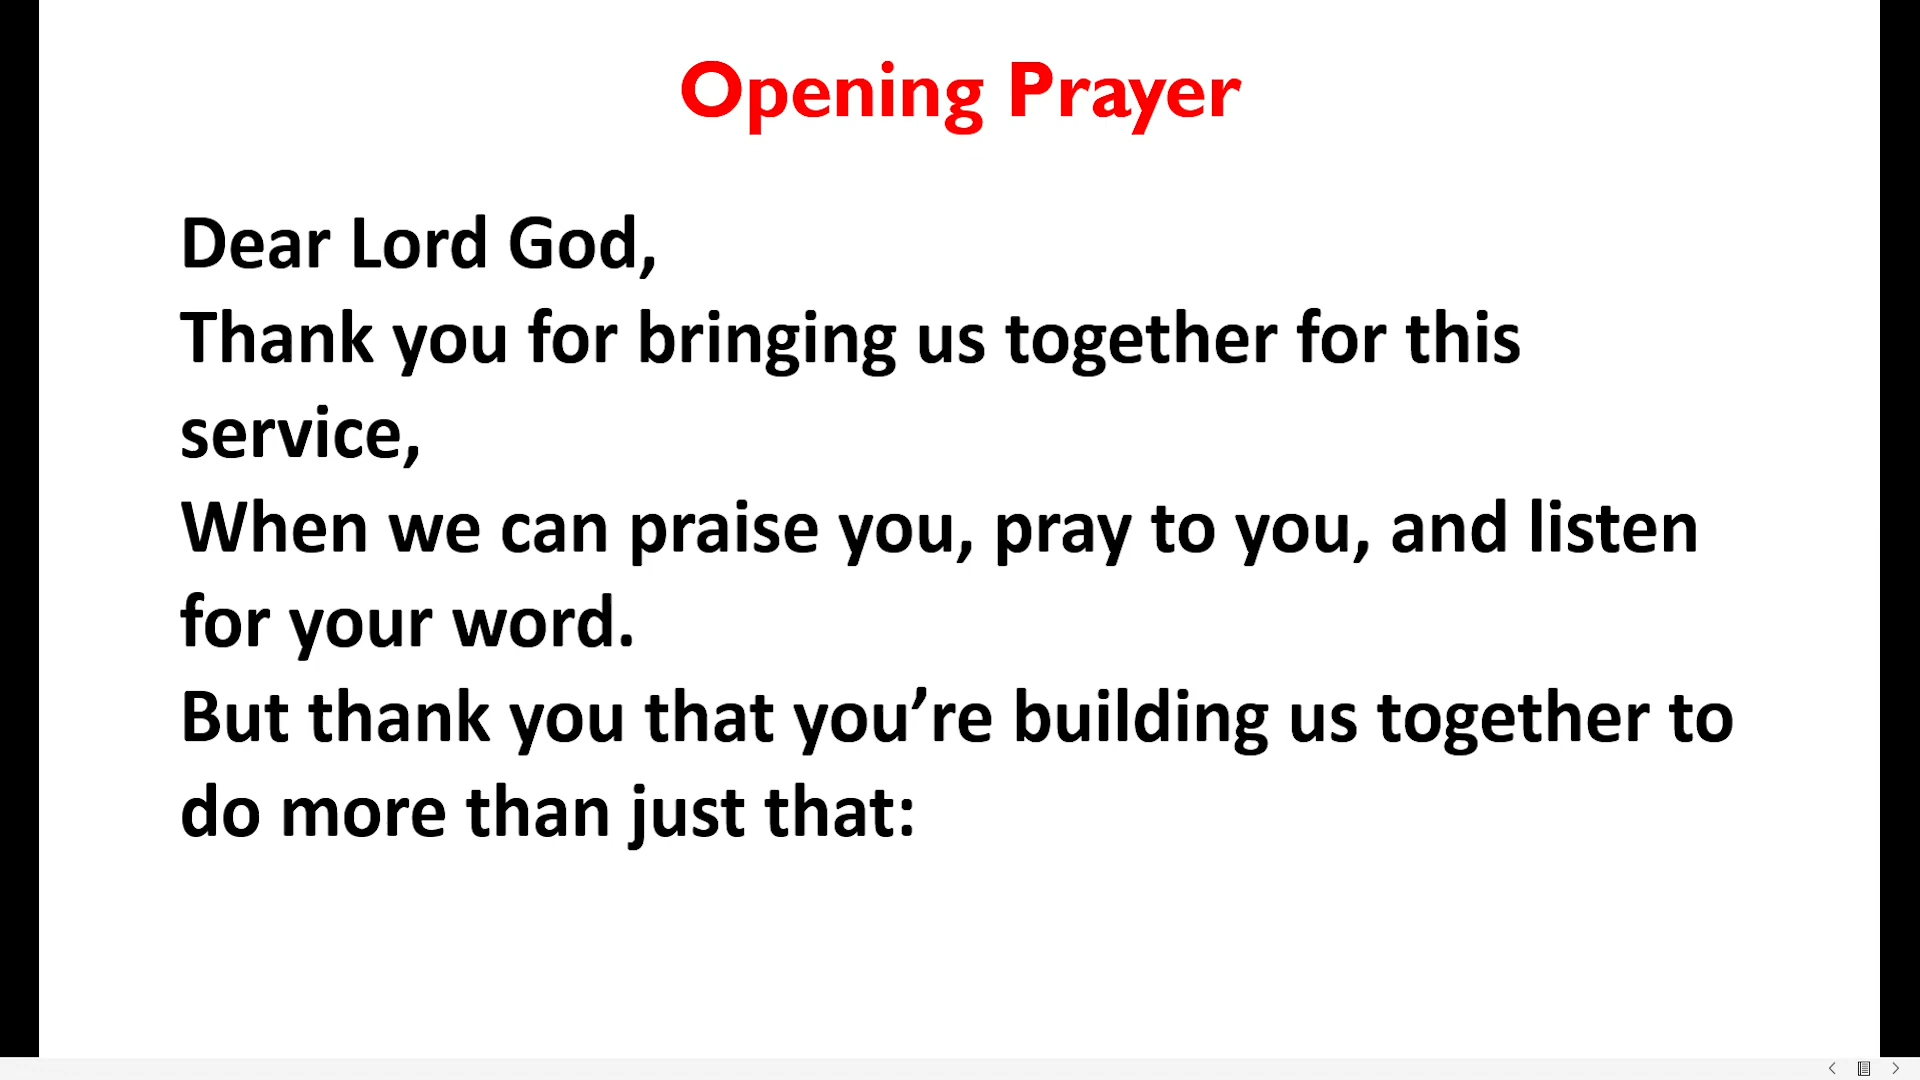 Opening Prayer
Dear Lord God,
Thank you for bringing us together for this
service,
When we can praise you, pray to you, and listen
for your word.
But thank you that you’re building us together to
do more than just that: